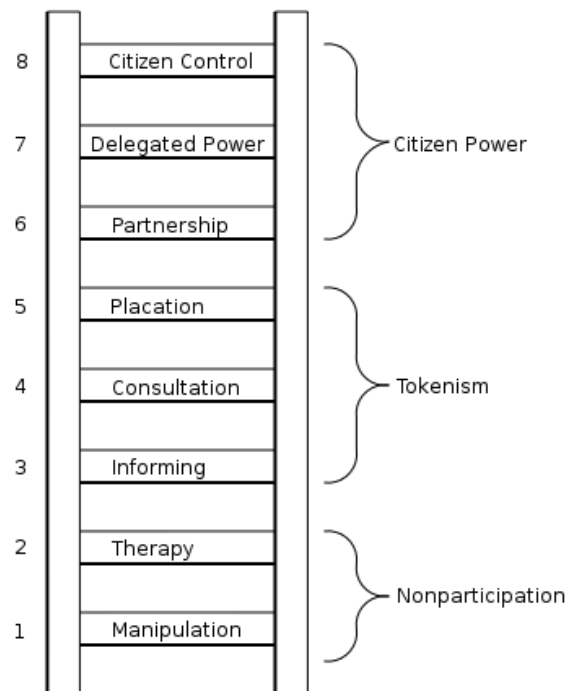 8 Citizen Control
7 Delegated Power Citizen Power
6 Partnership
5 Placation
4 Consultation Tokenism
3 Informing
2 Therapy
Nonparticipation
1 Manipulation